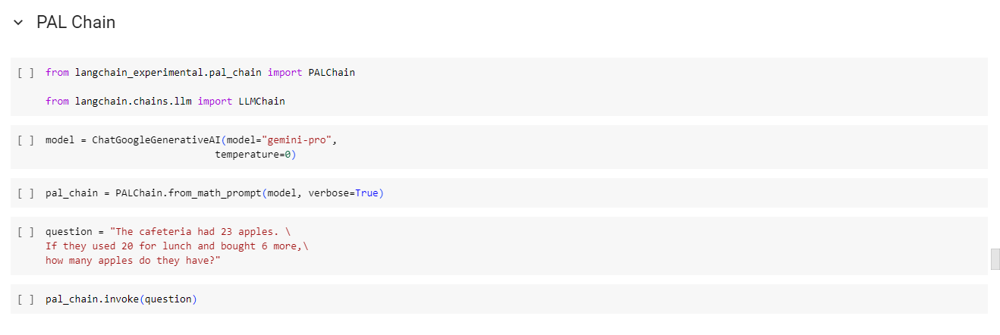 PAL Chain
[ ] from langchain_experimental.pal_chain import PALChain
from langchain.chains.llm import LLMChain
[ ] model = ChatGoogleGenerativeAI(model="gemini-pro",
temperature=0)
[ ] pal_chain = PALChain.from_math_prompt(model, verbose=True)
[ ] question = "The cafeteria had 23 apples. \
If they used 20 for lunch and bought 6 more,\
how many apples do they have?"
[ ] pal_chain.invoke(question)